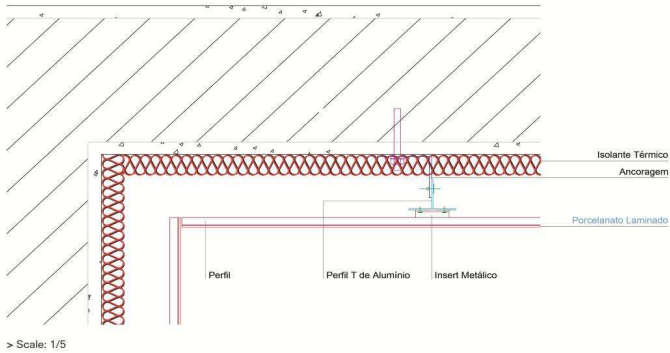 Isolante Térmico
Ancoragem
Porcelanato Laminado
Perfil
Perfil T de Alumínio
Insert Metálico
> Scale: 1/5